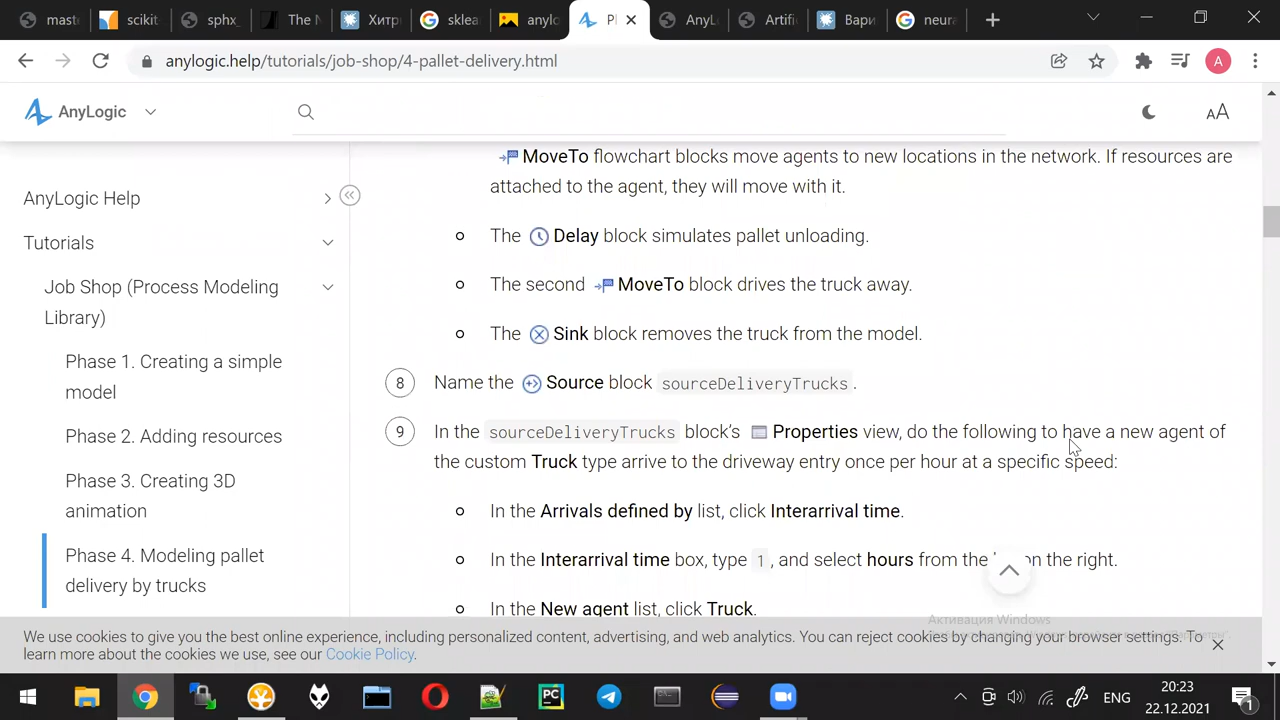 maste
scikit
sphx_
The N
Хитр
sklea
anylo
Pl
AnyL
Artifi
Вари
neura
anylogic.help/tutorials/job-shop/4-pallet-delivery.html
A
AnyLogic
AA
AnyLogic Help
Tutorials
Job Shop (Process Modeling
Library)
Phase 1. Creating a simple
model
Phase 2. Adding resources
Phase 3. Creating 3D
animation
Phase 4. Modeling pallet
delivery by trucks
MoveTo flowchart blocks move agents to new locations in the network. If resources are
attached to the agent, they will move with it.
The Delay block simulates pallet unloading.
The second MoveTo block drives the truck away.
The Sink block removes the truck from the model.
8 Name the Source block sourceDeliveryTrucks.
9 In the sourceDeliveryTrucks block’s Properties view, do the following to have a new agent of
the custom Truck type arrive to the driveway entry once per hour at a specific speed:
In the Arrivals defined by list, click Interarrival time.
In the Interarrival time box, type 1, and select hours from the on the right.
In the New agent list, click Truck.
Активация Windows
We use cookies to give you the best online experience, including personalized content, advertising, and web analytics. You can reject cookies by changing your browser settings. To
learn more about the cookies we use, see our Cookie Policy.
PC
ENG
20:23
22.12.2021
1